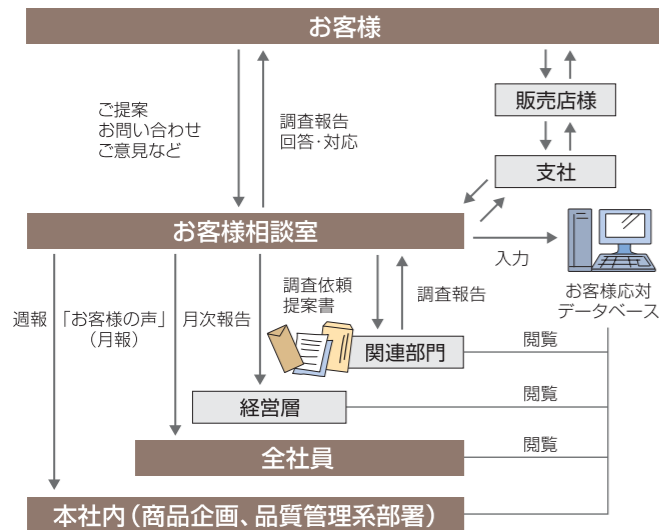 お客様
ご提案
お問い合わせ
ご意見など
調査報告
回答・対応
販売店様
支社
お客様相談室
入力
お客様応対
データベース
週報
「お客様の声」
（月報）
月次報告
調査依頼
提案書
調査報告
関連部門
閲覧
経営層
閲覧
全社員
閲覧
本社内（商品企画、品質管理系部署）